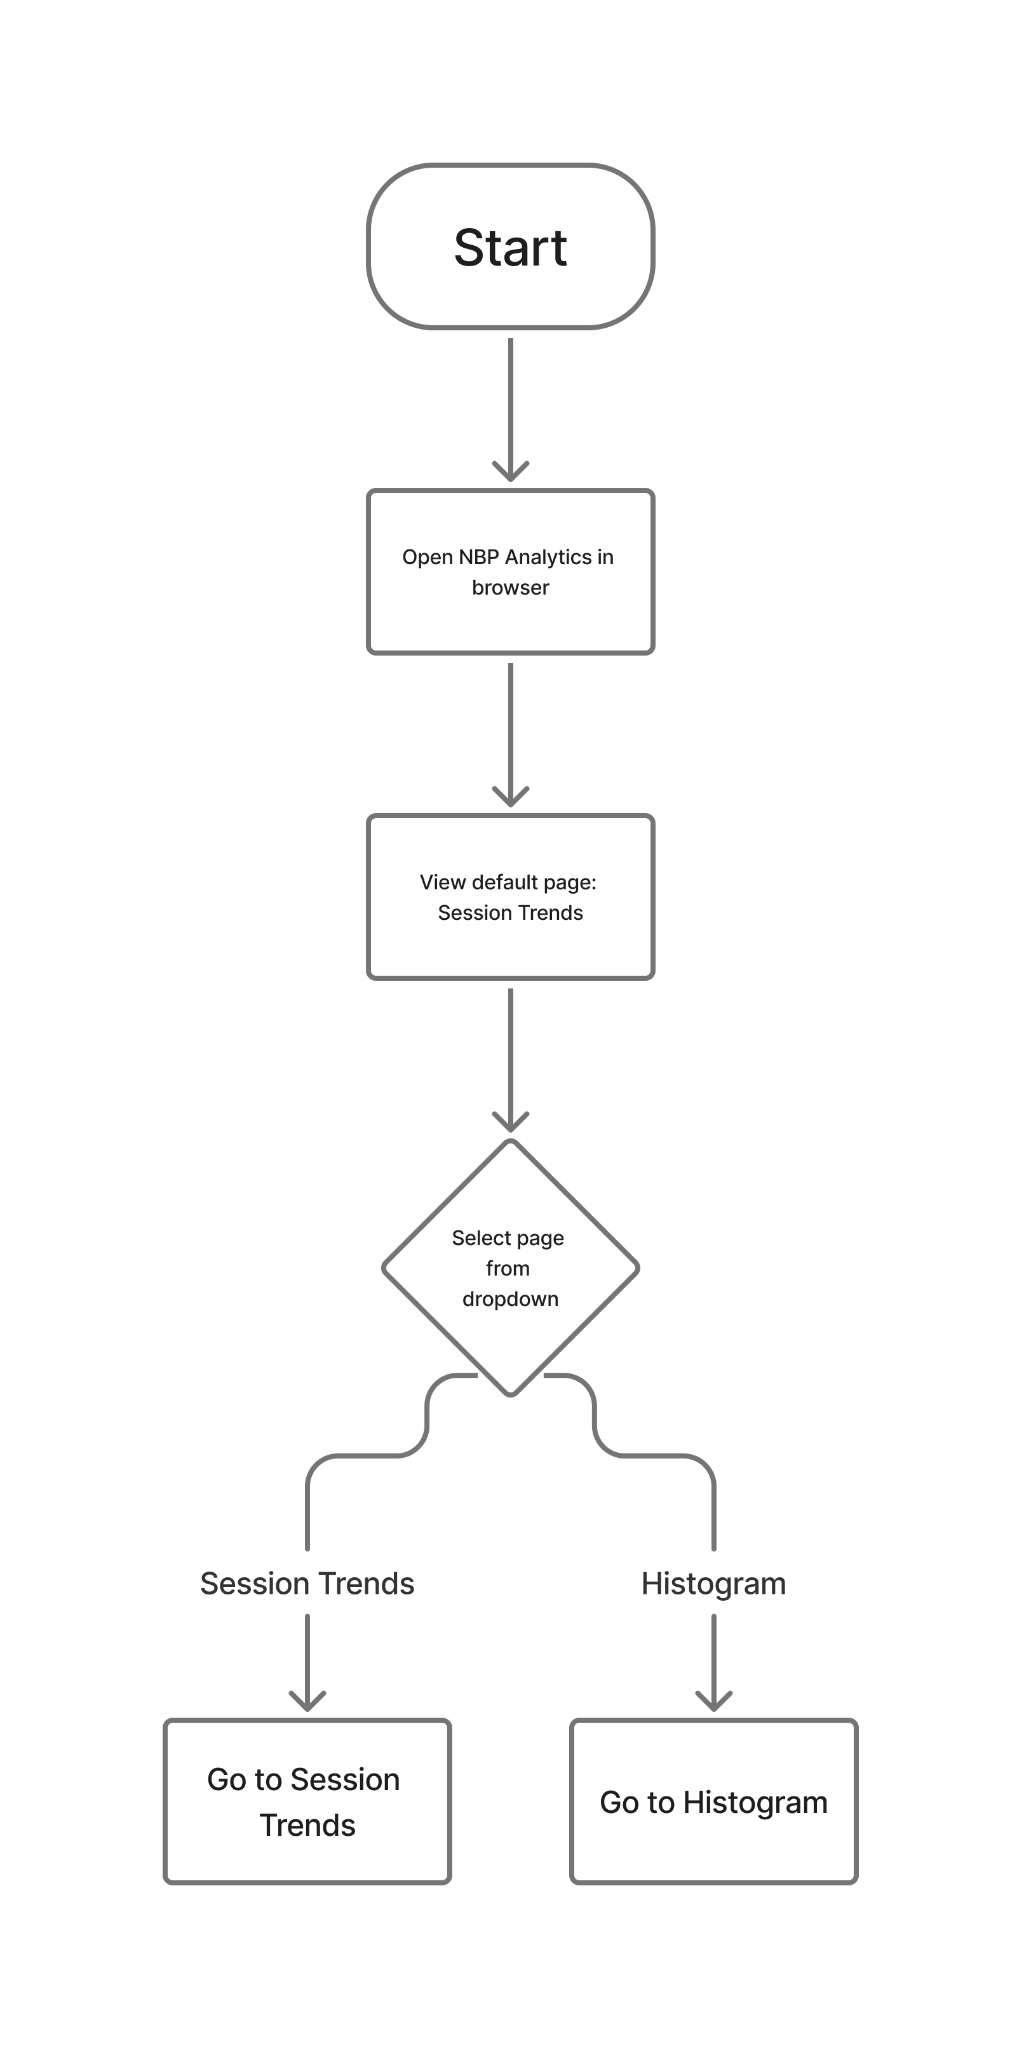 Start
Open NBP Analytics in
browser
View default page:
Session Trends
Select page
from
dropdown
Session Trends
Histogram
Go to Session
Trends
Go to Histogram